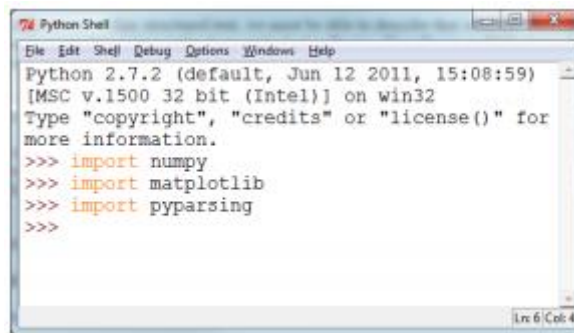 Python Shell
File Edit Shell Debug Options Windows Help
Python 2.7.2 (default, Jun 12 2011, 15:08:59)
[MSC v.1500 32 bit (Intel)] on win32
Type "copyright", "credits" or "license()" for
more information.
>>> import numpy
>>> import matplotlib
>>> import pyparsing
>>>
Ln: 6 Col: 4